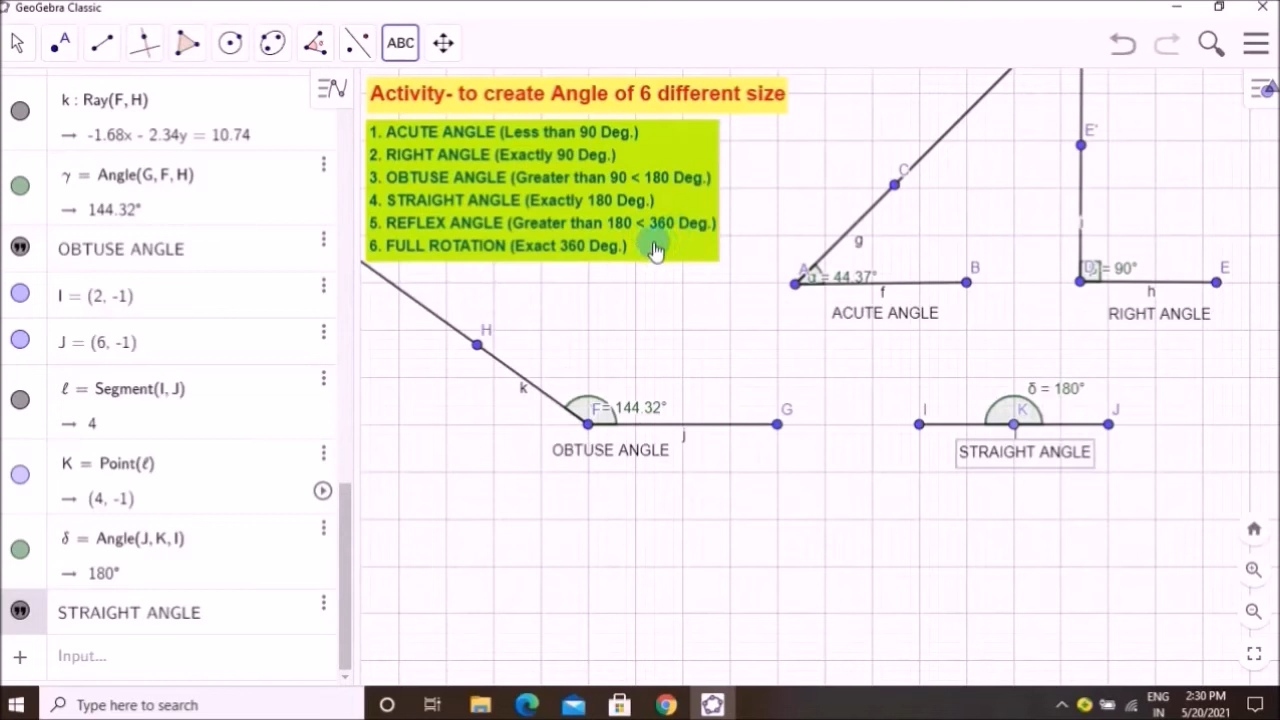 GeoGebra Classic
ABC
k : Ray(F, H)
→ -1.68x - 2.34y = 10.74
γ = Angle(G, F, H)
→ 144.32°
OBTUSE ANGLE
I = (2, -1)
J = (6, -1)
ℓ = Segment(I, J)
→ 4
K = Point(ℓ)
→ (4, -1)
δ = Angle(J, K, I)
→ 180°
STRAIGHT ANGLE
Input...
Activity- to create Angle of 6 different size
1. ACUTE ANGLE (Less than 90 Deg.)
2. RIGHT ANGLE (Exactly 90 Deg.)
3. OBTUSE ANGLE (Greater than 90 < 180 Deg.)
4. STRAIGHT ANGLE (Exactly 180 Deg.)
5. REFLEX ANGLE (Greater than 180 < 360 Deg.)
6. FULL ROTATION (Exact 360 Deg.)
C
g
A
α = 44.37°
B
f
ACUTE ANGLE
E'
i
D
= 90°
E
h
RIGHT ANGLE
H
k
F
= 144.32°
G
j
OBTUSE ANGLE
δ = 180°
I
K
J
STRAIGHT ANGLE
Type here to search
ENG
IN
2:30 PM
5/20/2021